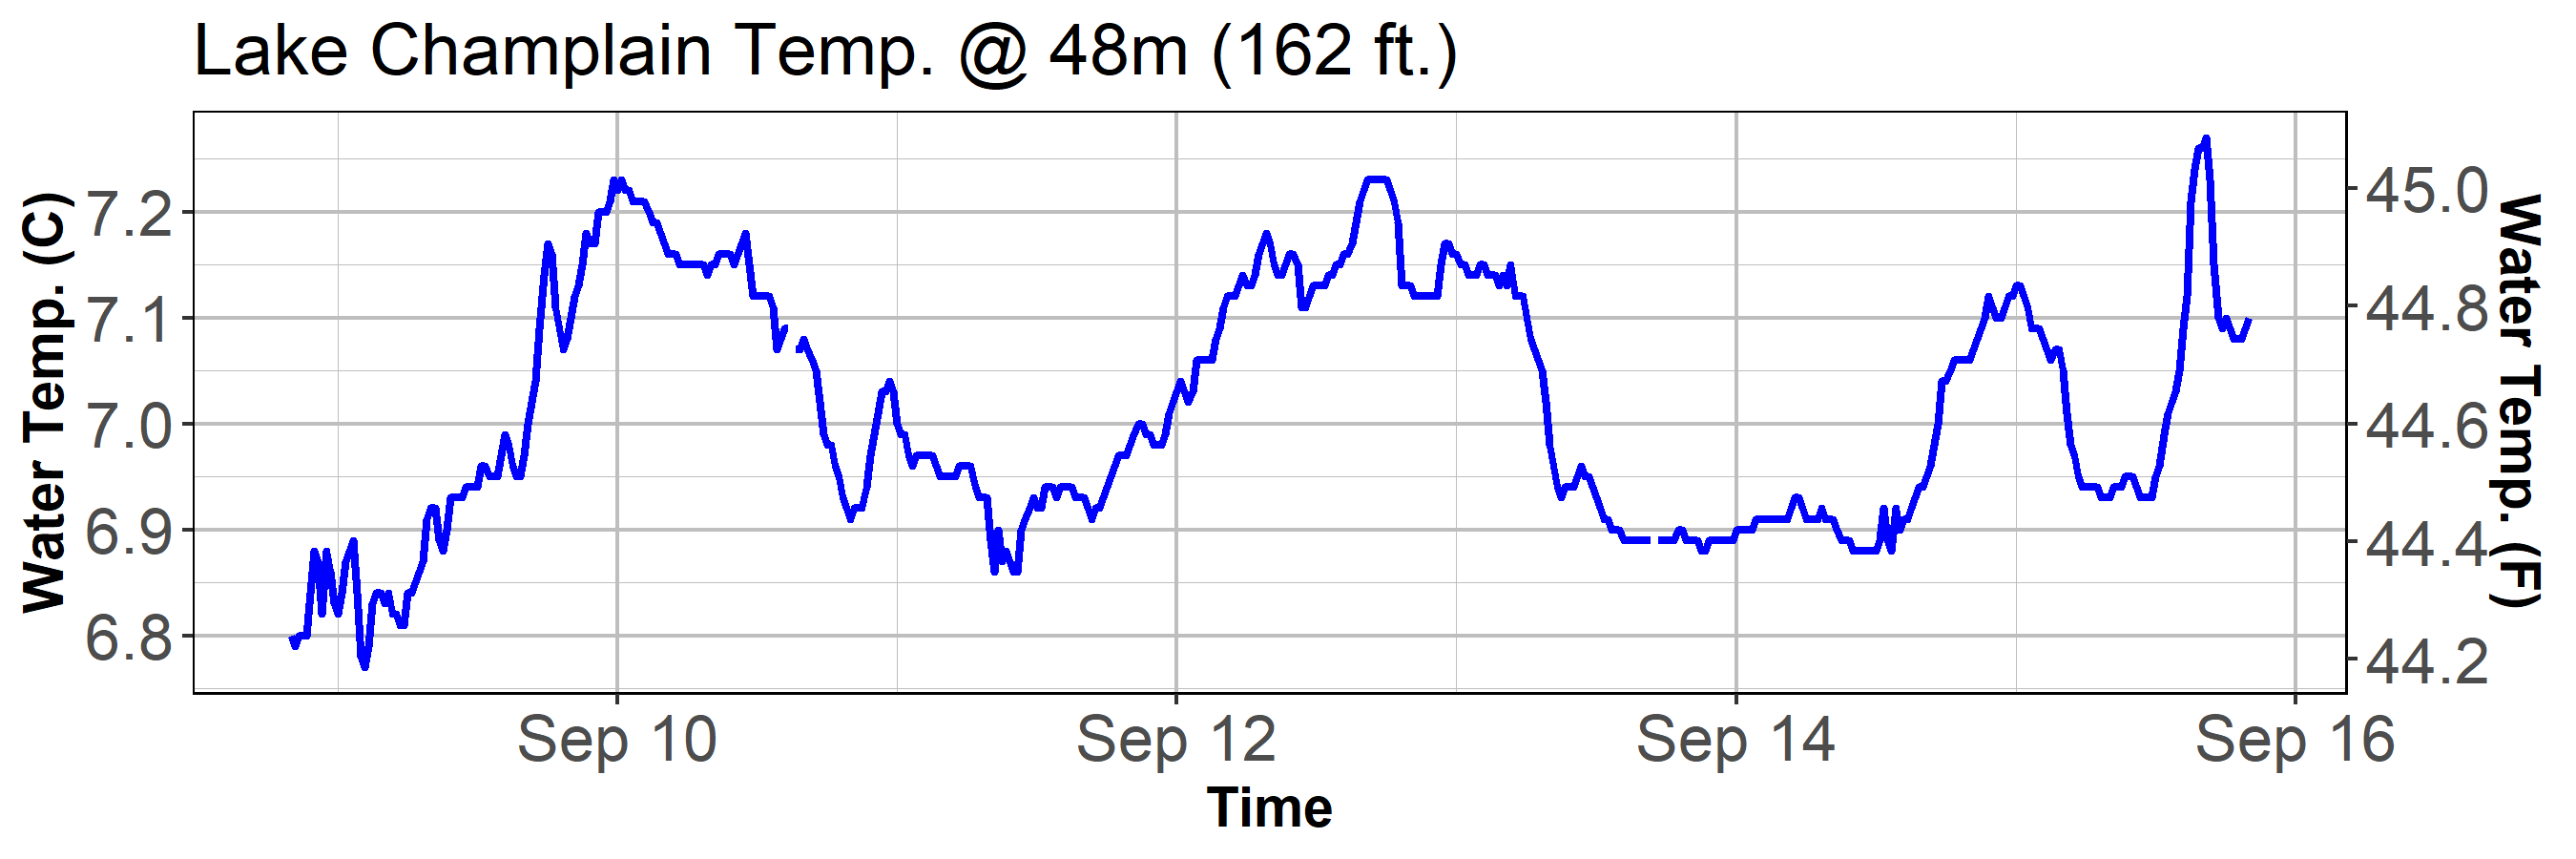 Lake Champlain Temp. @ 48m (162 ft.)
Water Temp. (C)
7.2
7.1
7.0
6.9
6.8
45.0
44.8
44.6
44.4
44.2
Water Temp. (F)
Sep 10 Sep 12 Sep 14 Sep 16
Time